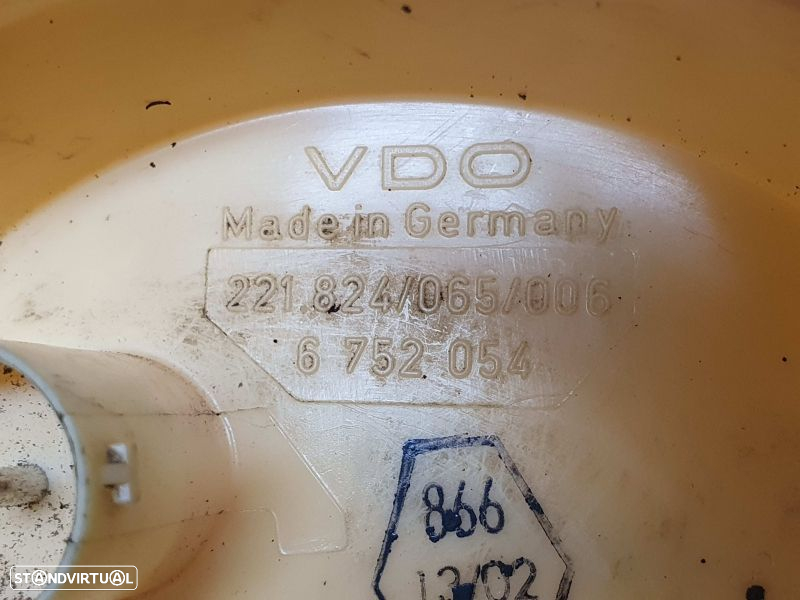 VDO
Made in Germany
221.824/065/006
6 752 054
866
13/02
STANDVIRTUAL